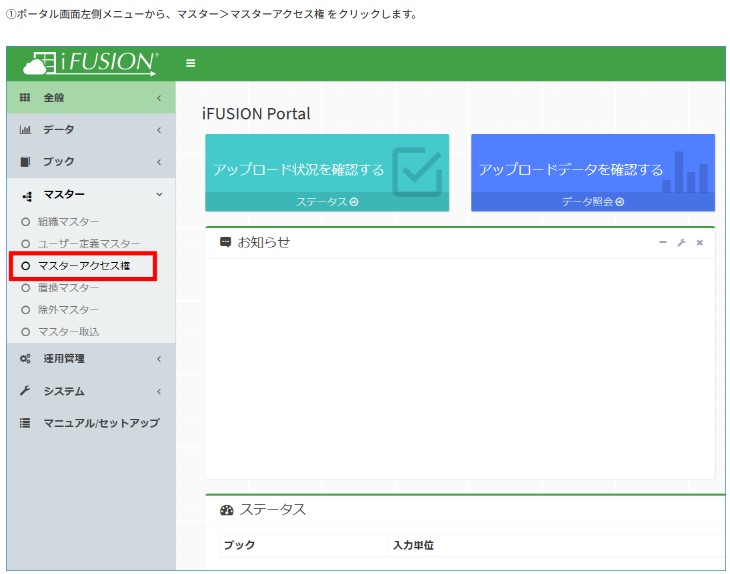 ①ポータル画面左側メニューから、マスター＞マスターアクセス権 をクリックします。
iFUSION®
全般
iFUSION Portal
データ
アップロード状況を確認する
アップロードデータを確認する
ブック
ステータス
データ照会
マスター
組織マスター
お知らせ
ユーザー定義マスター
マスターアクセス権
置換マスター
除外マスター
マスター取込
運用管理
システム
マニュアル/セットアップ
ステータス
ブック
入力単位